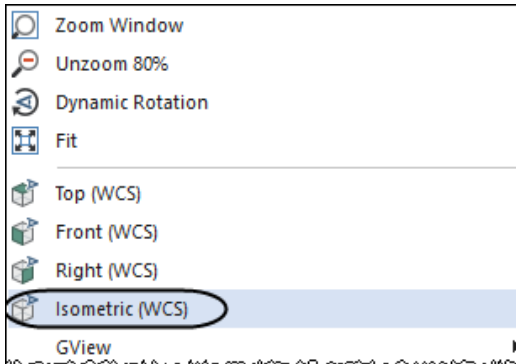 Zoom Window
Unzoom 80%
Dynamic Rotation
Fit
Top (WCS)
Front (WCS)
Right (WCS)
Isometric (WCS)
GView